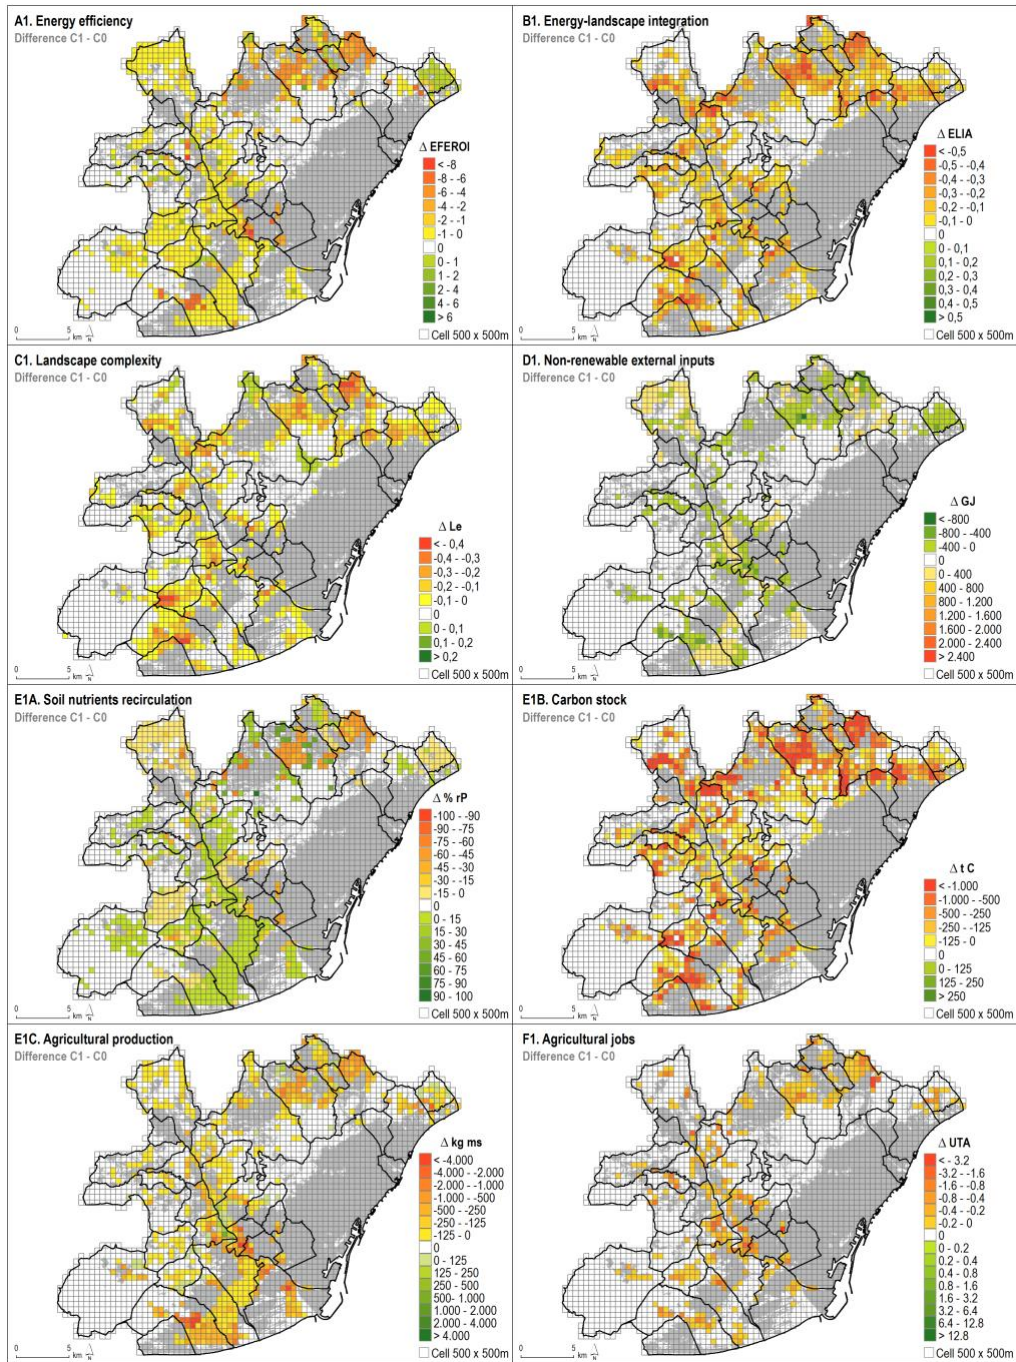 A1. Energy efficiency
Difference C1 - C0
Δ EFEROI
< -8
-8 - -6
-6 - -4
-4 - -2
-2 - -1
-1 - 0
0
0 - 1
1 - 2
2 - 4
4 - 6
> 6
Cell 500 x 500m
0 5 km N
B1. Energy-landscape integration
Difference C1 - C0
Δ ELIA
< -0,5
-0,5 - -0,4
-0,4 - -0,3
-0,3 - -0,2
-0,2 - -0,1
-0,1 - 0
0
0 - 0,1
0,1 - 0,2
0,2 - 0,3
0,3 - 0,4
0,4 - 0,5
> 0,5
Cell 500 x 500m
0 5 km N
C1. Landscape complexity
Difference C1 - C0
Δ Le
< - 0,4
-0,4 - -0,3
-0,3 - -0,2
-0,2 - -0,1
-0,1 - 0
0
0 - 0,1
0,1 - 0,2
> 0,2
Cell 500 x 500m
0 5 km N
D1. Non-renewable external inputs
Difference C1 - C0
Δ GJ
< -800
-800 - -400
-400 - 0
0
0 - 400
400 - 800
800 - 1.200
1.200 - 1.600
1.600 - 2.000
2.000 - 2.400
> 2.400
Cell 500 x 500m
0 5 km N
E1A. Soil nutrients recirculation
Difference C1 - C0
Δ % rP
-100 - -90
-90 - -75
-75 - -60
-60 - -45
-45 - -30
-30 - -15
-15 - 0
0
0 - 15
15 - 30
30 - 45
45 - 60
60 - 75
75 - 90
90 - 100
Cell 500 x 500m
0 5 km N
E1B. Carbon stock
Difference C1 - C0
Δ t C
< -1.000
-1.000 - -500
-500 - -250
-250 - -125
-125 - 0
0
0 - 125
125 - 250
> 250
Cell 500 x 500m
0 5 km N
E1C. Agricultural production
Difference C1 - C0
Δ kg ms
< -4.000
-4.000 - -2.000
-2.000 - -1.000
-1.000 - -500
-500 - -250
-250 - -125
-125 - 0
0
0 - 125
125 - 250
250 - 500
500- 1.000
1.000 - 2.000
2.000 - 4.000
> 4.000
Cell 500 x 500m
0 5 km N
F1. Agricultural jobs
Difference C1 - C0
Δ UTA
< - 3.2
-3.2 - -1.6
-1.6 - -0.8
-0.8 - -0.4
-0.4 - -0.2
-0.2 - 0
0
0 - 0.2
0.2 - 0.4
0.4 - 0.8
0.8 - 1.6
1.6 - 3.2
3.2 - 6.4
6.4 - 12.8
> 12.8
Cell 500 x 500m
0 5 km N